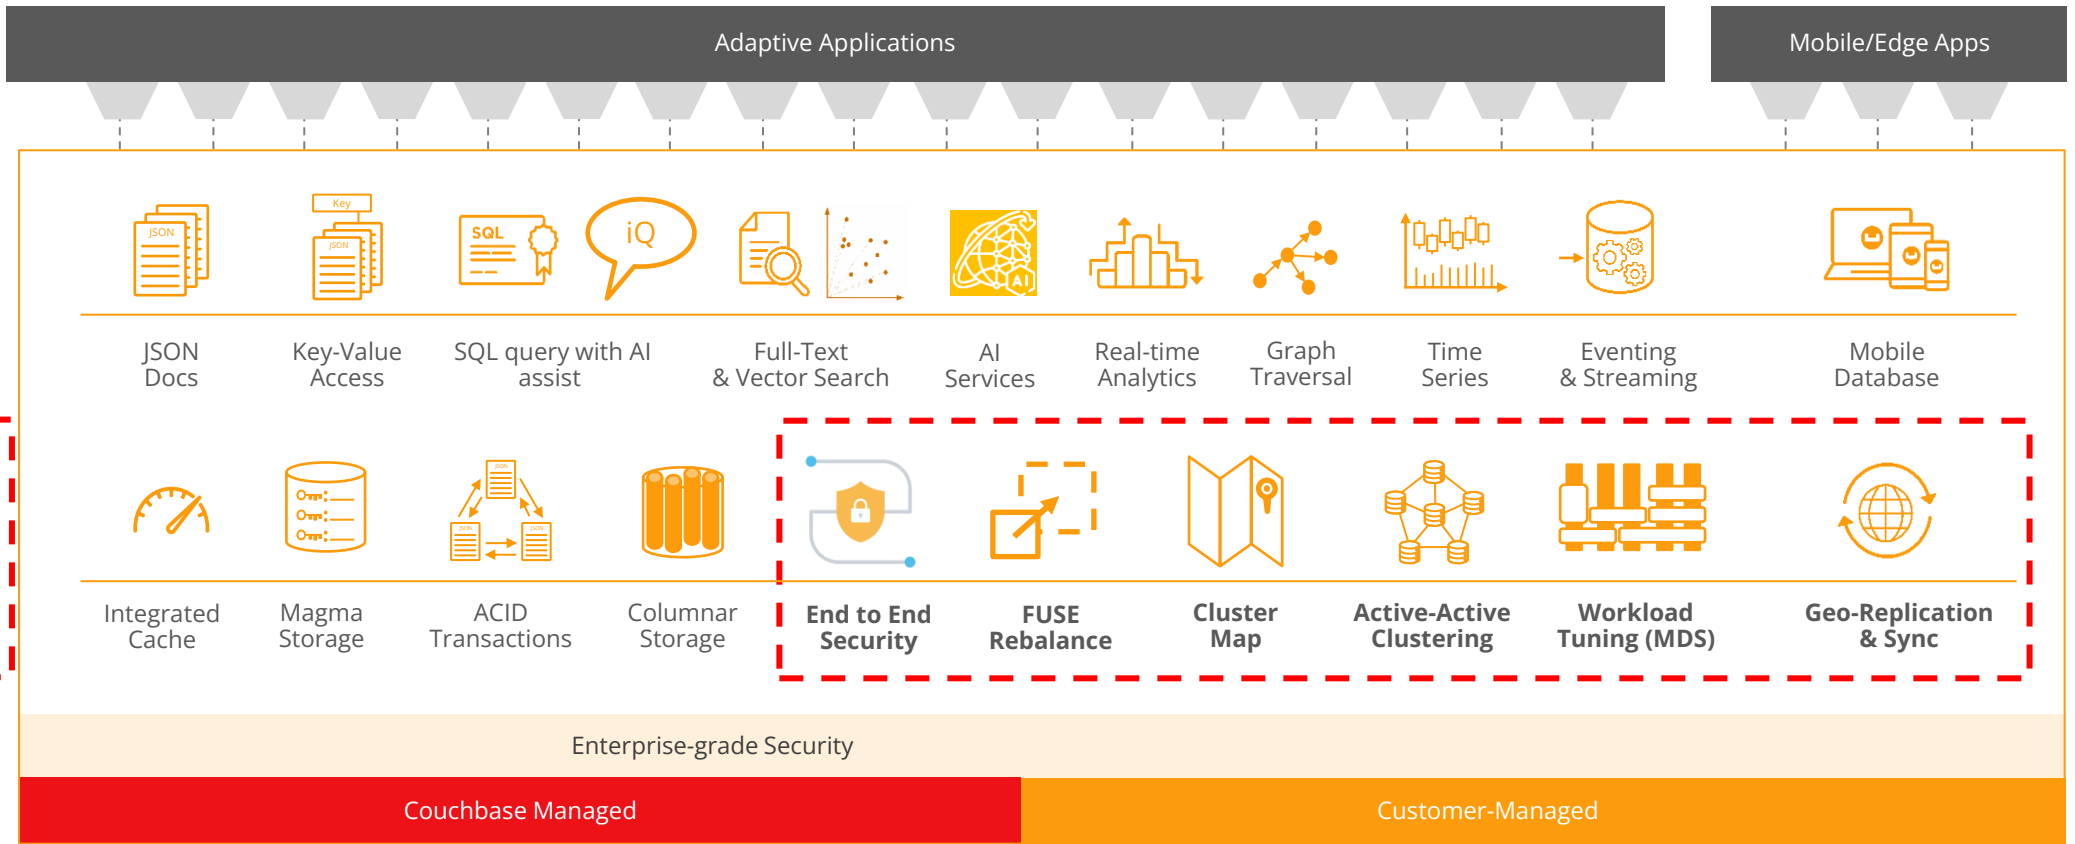 Adaptive Applications
Mobile/Edge Apps
JSON
Key
JSON
SQL
iQ
AI
JSON
Docs
Key-Value
Access
SQL query with AI
assist
Full-Text
& Vector Search
AI
Services
Real-time
Analytics
Graph
Traversal
Time
Series
Eventing
& Streaming
Mobile
Database
JSON
JSON
JSON
Integrated
Cache
Magma
Storage
ACID
Transactions
Columnar
Storage
End to End
Security
FUSE
Rebalance
Cluster
Map
Active-Active
Clustering
Workload
Tuning (MDS)
Geo-Replication
& Sync
Enterprise-grade Security
Couchbase Managed
Customer-Managed